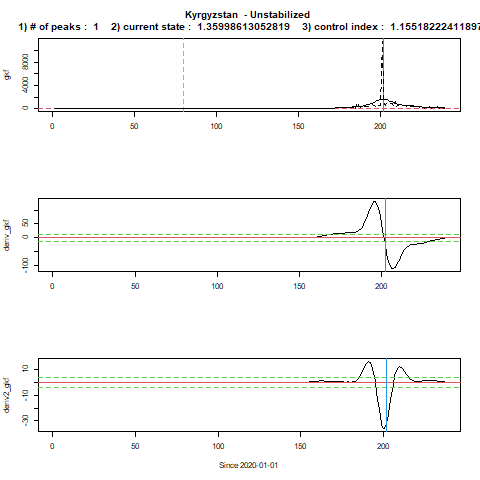 Kyrgyzstan - Unstabilized
1) # of peaks : 1 2) current state : 1.35998613052819 3) control index : 1.1551822241189
gkf
0 4000 8000
0 50 100 150 200
deriv_gkf
-100 0 50
0 50 100 150 200
deriv2_gkf
-30 -10 10
0 50 100 150 200
Since 2020-01-01